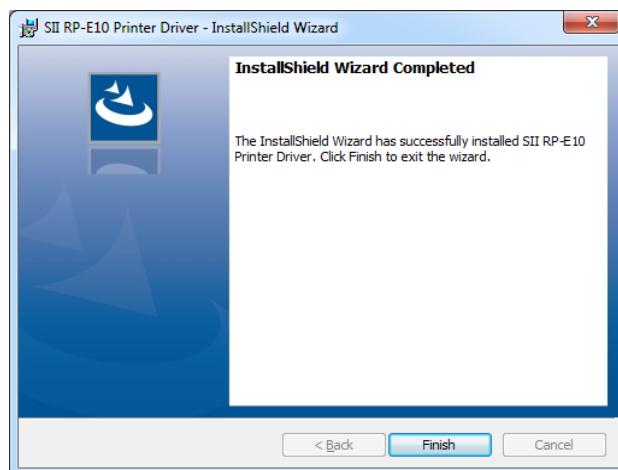 SII RP-E10 Printer Driver - InstallShield Wizard
InstallShield Wizard Completed
The InstallShield Wizard has successfully installed SII RP-E10
Printer Driver. Click Finish to exit the wizard.
< Back
Finish
Cancel